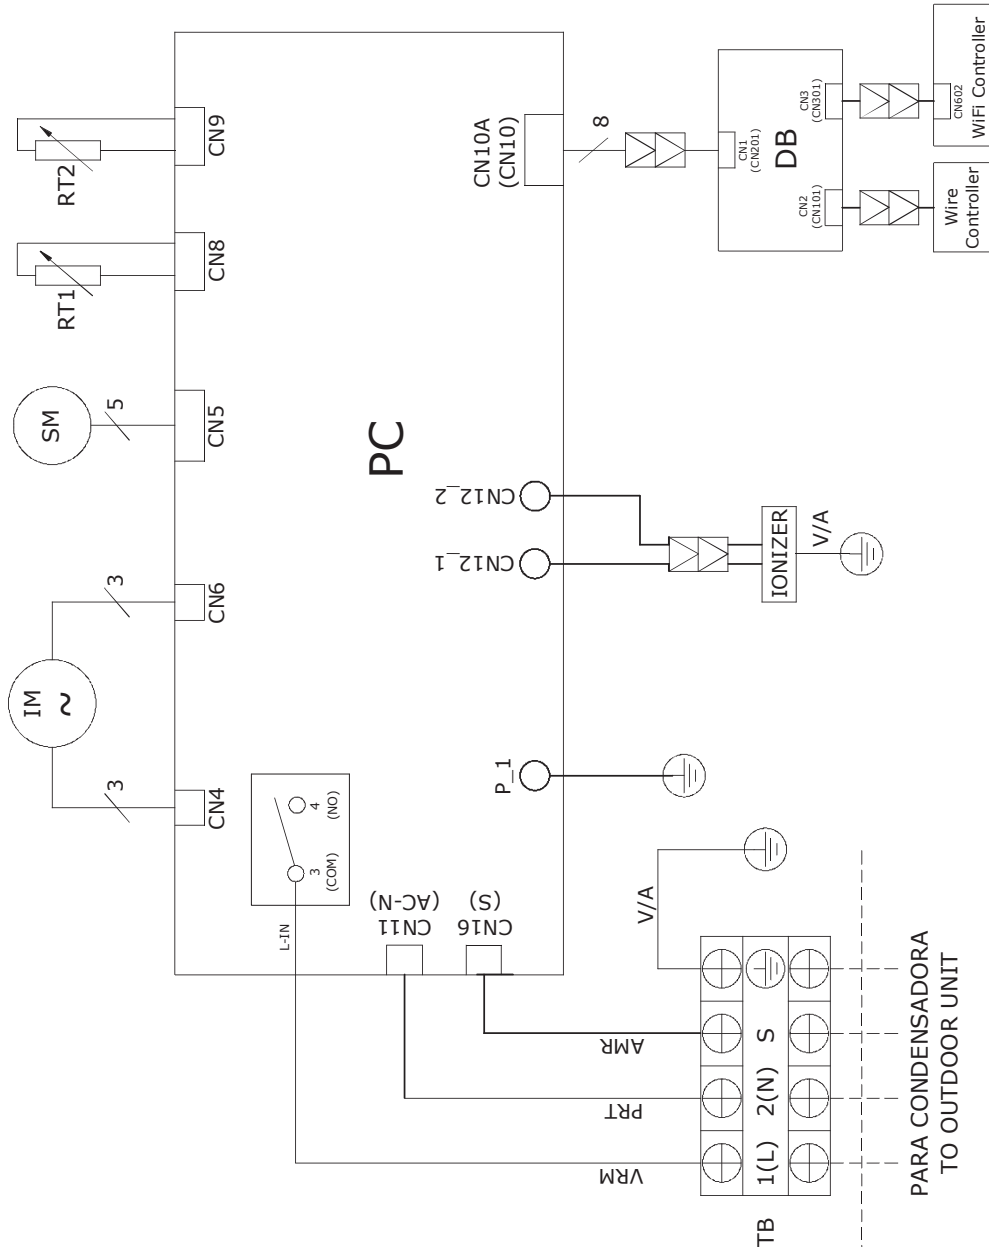 RT2
CN9
RT1
CN8
SM
5
CN5
IM
~
3
CN6
3
CN4
PC
CN10A
(CN10)
8
CN1
(CN201)
DB
CN3
(CN301)
CN2
(CN101)
CN602
WiFi Controller
Wire
Controller
CN12_2
CN12_1
IONIZER
V/A
P_1
3
(COM)
4
(NO)
L-IN
CN11
(AC-N)
CN16
(S)
V/A
VRM
PRT
AMR
TB
1(L)
2(N)
S
PARA CONDENSADORA
TO OUTDOOR UNIT